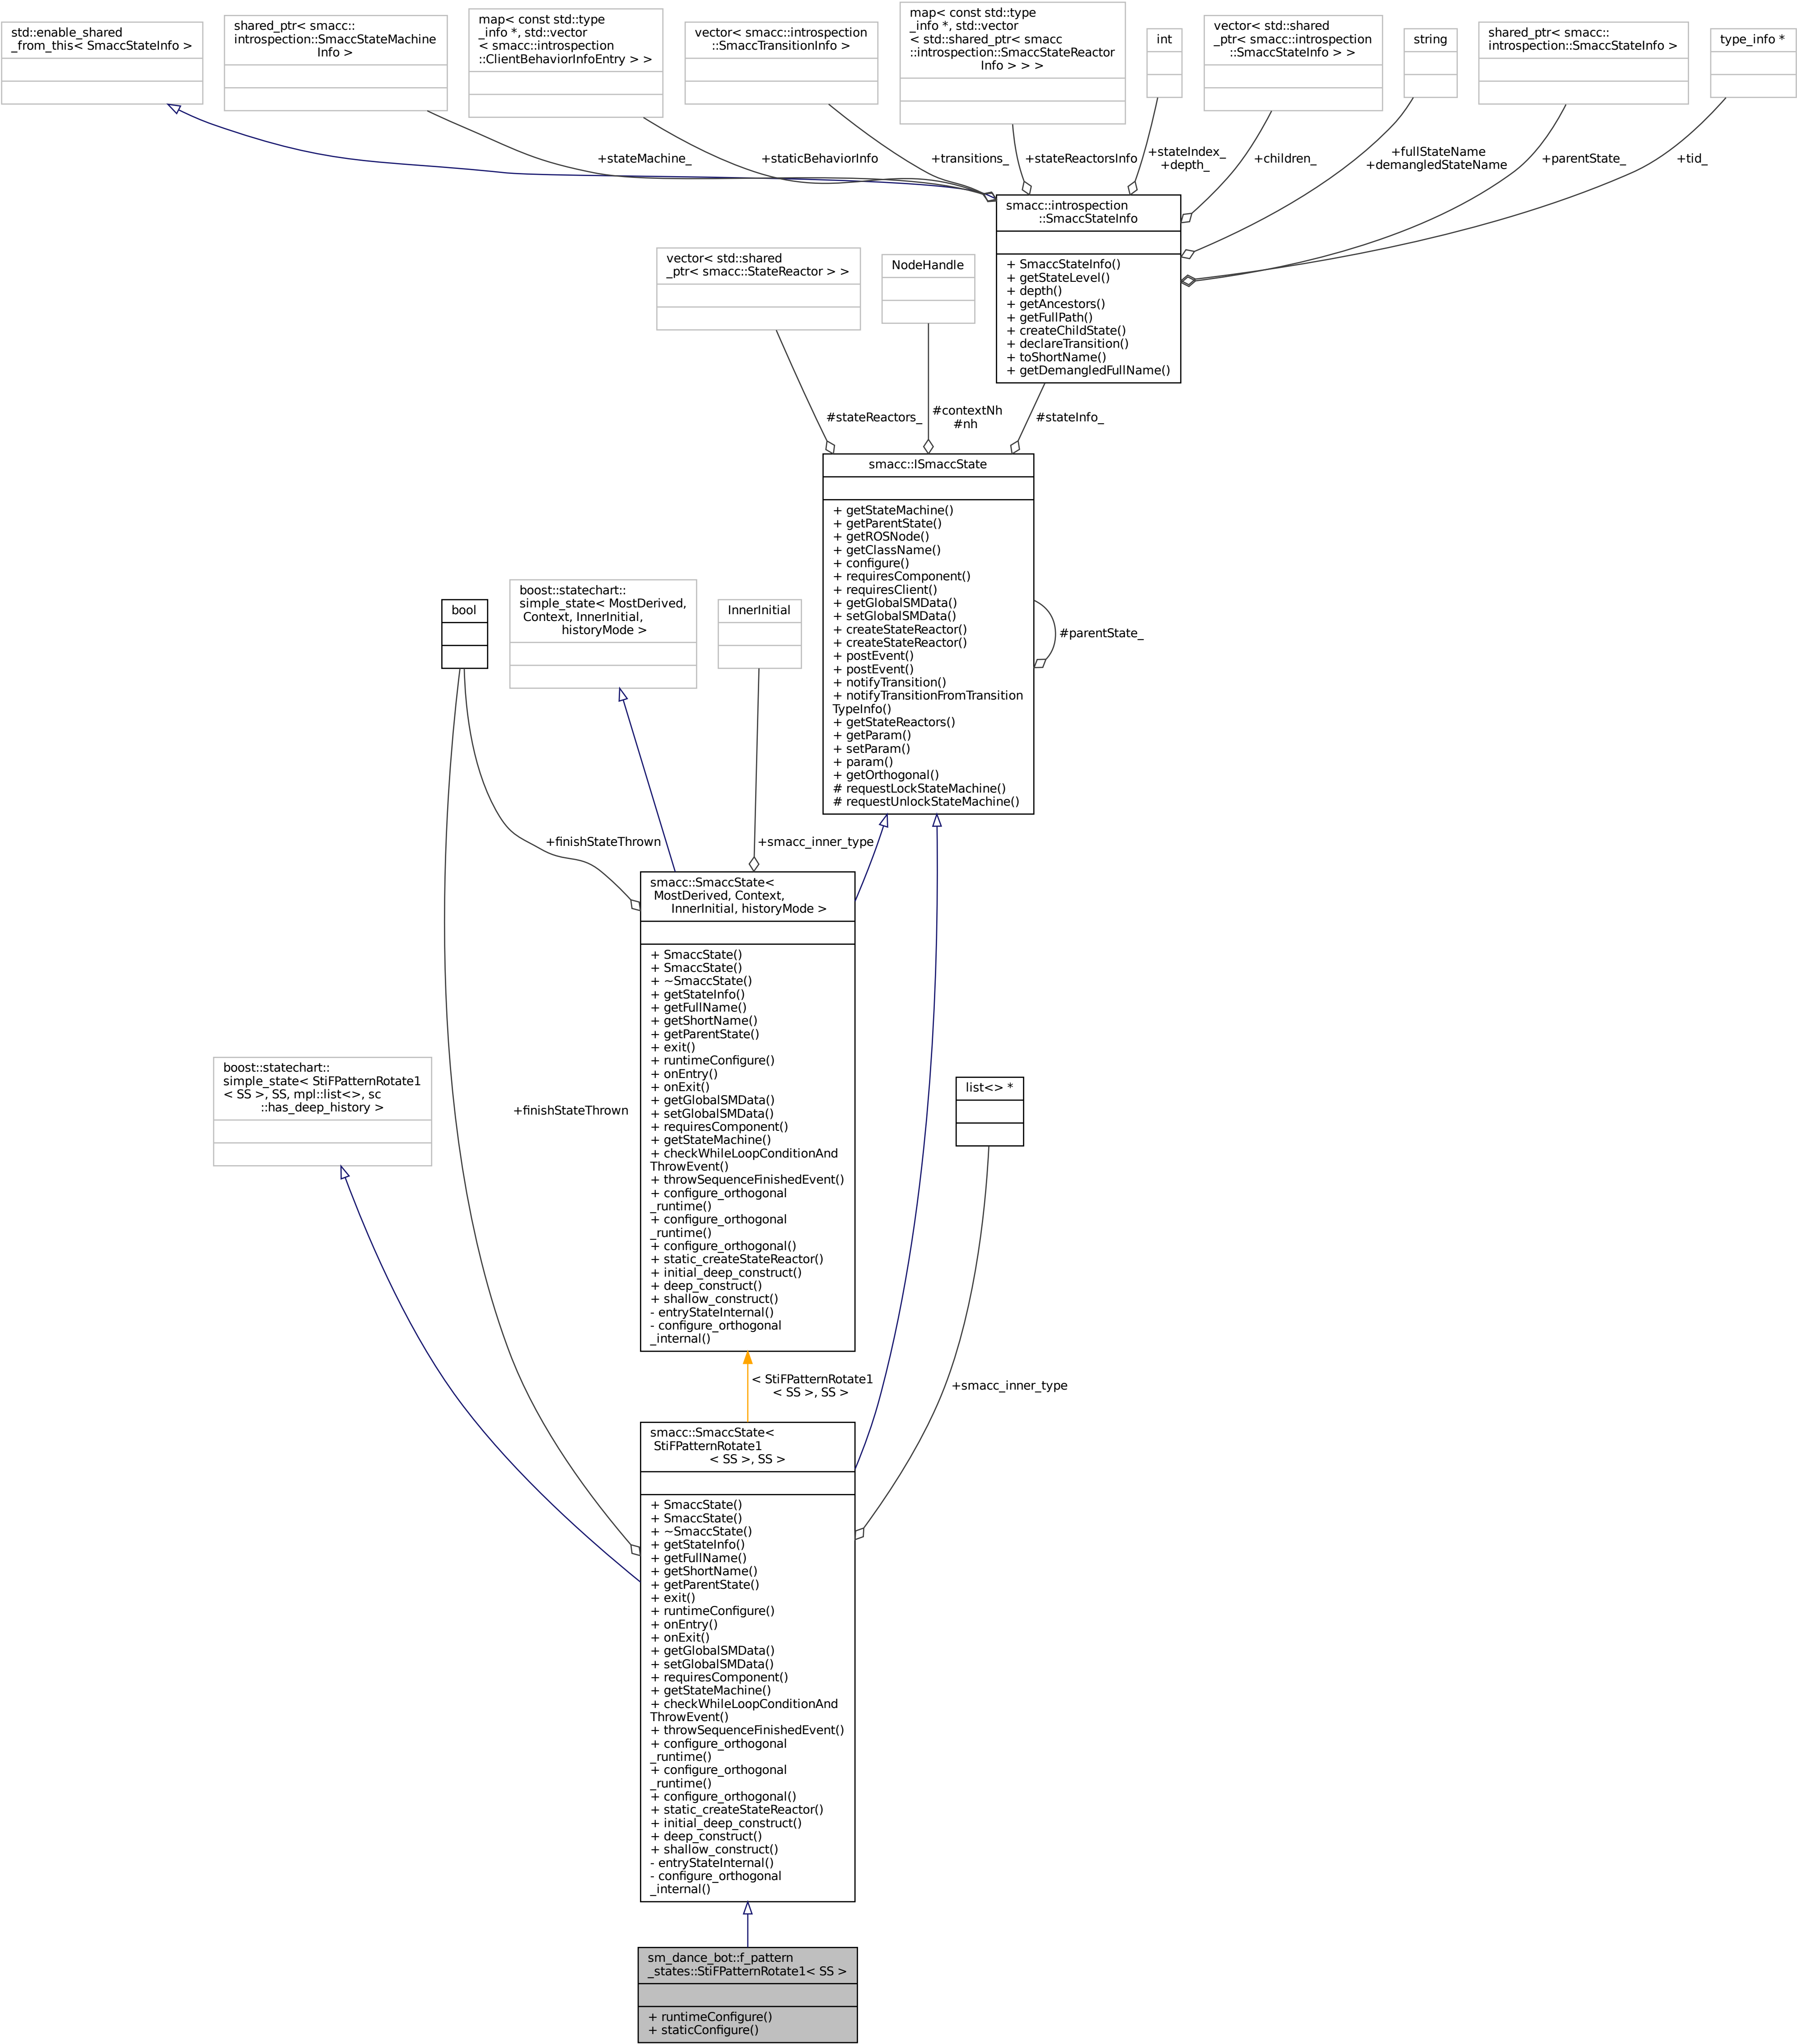 std::enable_shared
_from_this< SmaccStateInfo >
shared_ptr< smacc::
introspection::SmaccStateMachine
Info >
map< const std::type
_info *, std::vector
< smacc::introspection
::ClientBehaviorInfoEntry > >
vector< smacc::introspection
::SmaccTransitionInfo >
map< const std::type
_info *, std::vector
< std::shared_ptr< smacc
::introspection::SmaccStateReactor
Info > > >
int
vector< std::shared
_ptr< smacc::introspection
::SmaccStateInfo > >
string
shared_ptr< smacc::
introspection::SmaccStateInfo >
type_info *
+stateMachine_
+staticBehaviorInfo
+transitions_
+stateReactorsInfo
+stateIndex_
+depth_
+children_
+fullStateName
+demangledStateName
+parentState_
+tid_
smacc::introspection
::SmaccStateInfo
+ SmaccStateInfo()
+ getStateLevel()
+ depth()
+ getAncestors()
+ getFullPath()
+ createChildState()
+ declareTransition()
+ toShortName()
+ getDemangledFullName()
vector< std::shared
_ptr< smacc::StateReactor > >
NodeHandle
#stateReactors_
#contextNh
#nh
#stateInfo_
smacc::ISmaccState
+ getStateMachine()
+ getParentState()
+ getROSNode()
+ getClassName()
+ configure()
+ requiresComponent()
+ requiresClient()
+ getGlobalSMData()
+ setGlobalSMData()
+ createStateReactor()
+ createStateReactor()
+ postEvent()
+ postEvent()
+ notifyTransition()
+ notifyTransitionFromTransition
TypeInfo()
+ getStateReactors()
+ getParam()
+ setParam()
+ param()
+ getOrthogonal()
# requestLockStateMachine()
# requestUnlockStateMachine()
#parentState_
bool
boost::statechart::
simple_state< MostDerived,
Context, InnerInitial,
historyMode >
InnerInitial
+finishStateThrown
+smacc_inner_type
smacc::SmaccState<
MostDerived, Context,
InnerInitial, historyMode >
+ SmaccState()
+ SmaccState()
+ ~SmaccState()
+ getStateInfo()
+ getFullName()
+ getShortName()
+ getParentState()
+ exit()
+ runtimeConfigure()
+ onEntry()
+ onExit()
+ getGlobalSMData()
+ setGlobalSMData()
+ requiresComponent()
+ getStateMachine()
+ checkWhileLoopConditionAnd
ThrowEvent()
+ throwSequenceFinishedEvent()
+ configure_orthogonal
_runtime()
+ configure_orthogonal
_runtime()
+ configure_orthogonal()
+ static_createStateReactor()
+ initial_deep_construct()
+ deep_construct()
+ shallow_construct()
- entryStateInternal()
- configure_orthogonal
_internal()
boost::statechart::
simple_state< StiFPatternRotate1
< SS >, SS, mpl::list<>, sc
::has_deep_history >
+finishStateThrown
list<> *
< StiFPatternRotate1
< SS >, SS >
+smacc_inner_type
smacc::SmaccState<
StiFPatternRotate1
< SS >, SS >
+ SmaccState()
+ SmaccState()
+ ~SmaccState()
+ getStateInfo()
+ getFullName()
+ getShortName()
+ getParentState()
+ exit()
+ runtimeConfigure()
+ onEntry()
+ onExit()
+ getGlobalSMData()
+ setGlobalSMData()
+ requiresComponent()
+ getStateMachine()
+ checkWhileLoopConditionAnd
ThrowEvent()
+ throwSequenceFinishedEvent()
+ configure_orthogonal
_runtime()
+ configure_orthogonal
_runtime()
+ configure_orthogonal()
+ static_createStateReactor()
+ initial_deep_construct()
+ deep_construct()
+ shallow_construct()
- entryStateInternal()
- configure_orthogonal
_internal()
sm_dance_bot::f_pattern
_states::StiFPatternRotate1< SS >
+ runtimeConfigure()
+ staticConfigure()